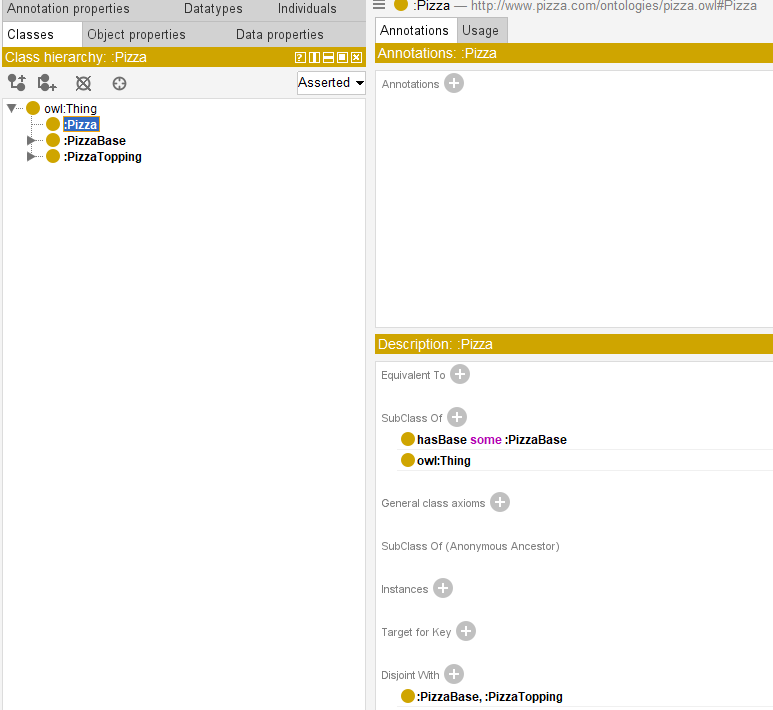 Annotation properties Datatypes Individuals
Classes Object properties Data properties
Class hierarchy: :Pizza
Asserted
owl:Thing
:Pizza
:PizzaBase
:PizzaTopping
:Pizza — http://www.pizza.com/ontologies/pizza.owl#Pizza
Annotations Usage
Annotations: :Pizza
Annotations
Description: :Pizza
Equivalent To
SubClass Of
hasBase some :PizzaBase
owl:Thing
General class axioms
SubClass Of (Anonymous Ancestor)
Instances
Target for Key
Disjoint With
:PizzaBase, :PizzaTopping